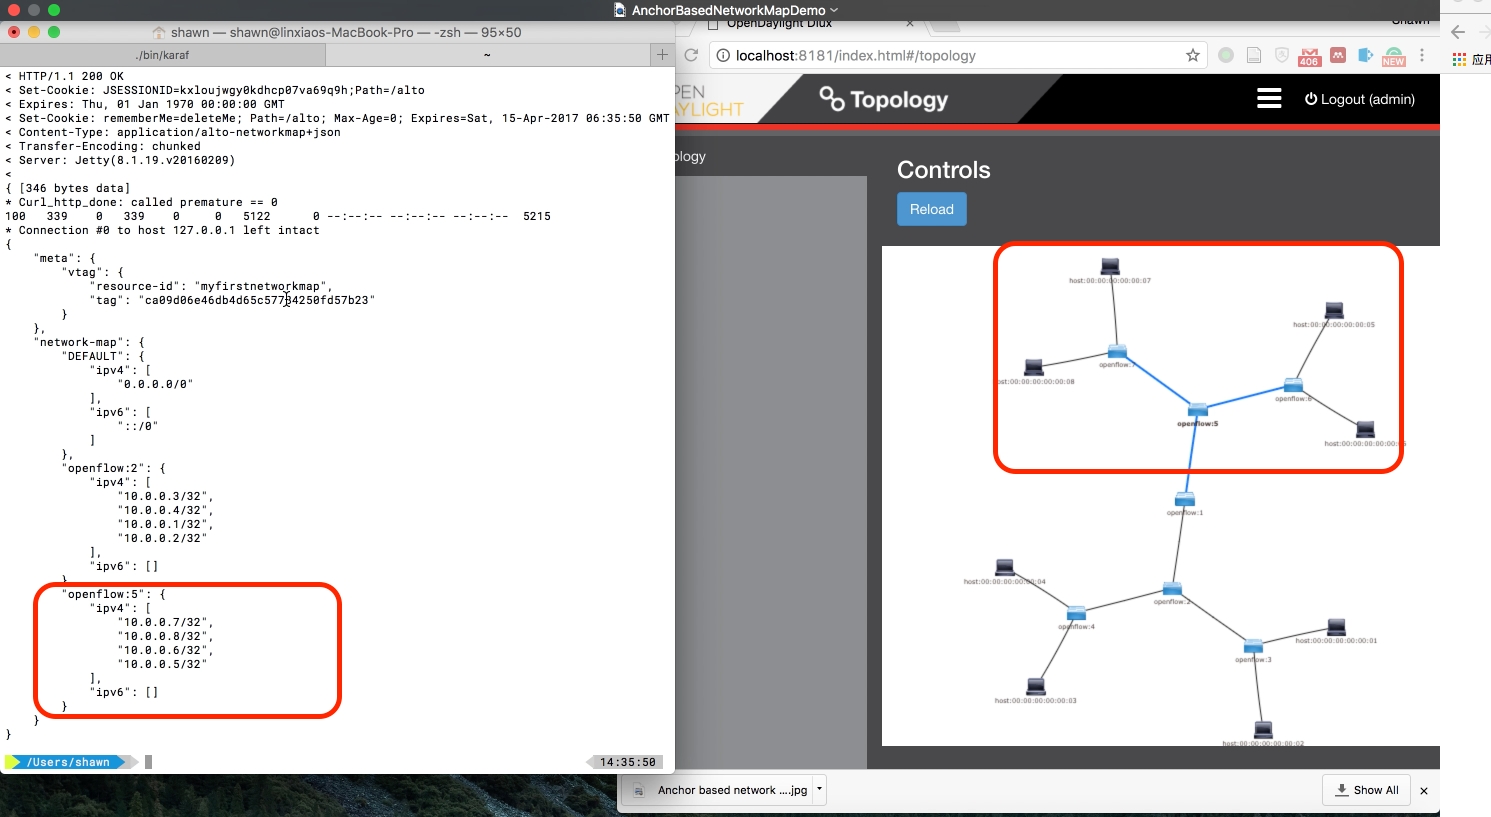 AnchorBasedNetworkMapDemo
shawn — shawn@linxiaos-MacBook-Pro — -zsh — 95×50
./bin/karaf
~
< HTTP/1.1 200 OK
< Set-Cookie: JSESSIONID=kxloujwgy0kdhcp07va69q9h;Path=/alto
< Expires: Thu, 01 Jan 1970 00:00:00 GMT
< Set-Cookie: rememberMe=deleteMe; Path=/alto; Max-Age=0; Expires=Sat, 15-Apr-2017 06:35:50 GMT
< Content-Type: application/alto-networkmap+json
< Transfer-Encoding: chunked
< Server: Jetty(8.1.19.v20160209)
<
{ [346 bytes data]
* Curl_http_done: called premature == 0
100   339    0   339    0     0   5122      0 --:--:-- --:--:-- --:--:--  5215
* Connection #0 to host 127.0.0.1 left intact
{
"meta": {
"vtag": {
"resource-id": "myfirstnetworkmap",
"tag": "ca09d06e46db4d65c57734250fd57b23"
}
},
"network-map": {
"DEFAULT": {
"ipv4": [
"0.0.0.0/0"
],
"ipv6": [
"::/0"
]
},
"openflow:2": {
"ipv4": [
"10.0.0.3/32",
"10.0.0.4/32",
"10.0.0.1/32",
"10.0.0.2/32"
],
"ipv6": []
},
"openflow:5": {
"ipv4": [
"10.0.0.7/32",
"10.0.0.8/32",
"10.0.0.6/32",
"10.0.0.5/32"
],
"ipv6": []
}
}
}
/Users/shawn
14:35:50
OpenDaylight Dlux
Shawn
localhost:8181/index.html#/topology
406
NEW
应用
PEN
AYLIGHT
Topology
Logout (admin)
ology
Controls
Reload
host:00:00:00:00:00:07
host:00:00:00:00:00:05
openflow:7
ost:00:00:00:00:00:08
openflow:6
openflow:5
host:00:00:00:00:00:06
openflow:1
host:00:00:00:00:00:04
openflow:2
openflow:4
host:00:00:00:00:00:01
openflow:3
host:00:00:00:00:00:03
host:00:00:00:00:00:02
Anchor based network ....jpg
Show All